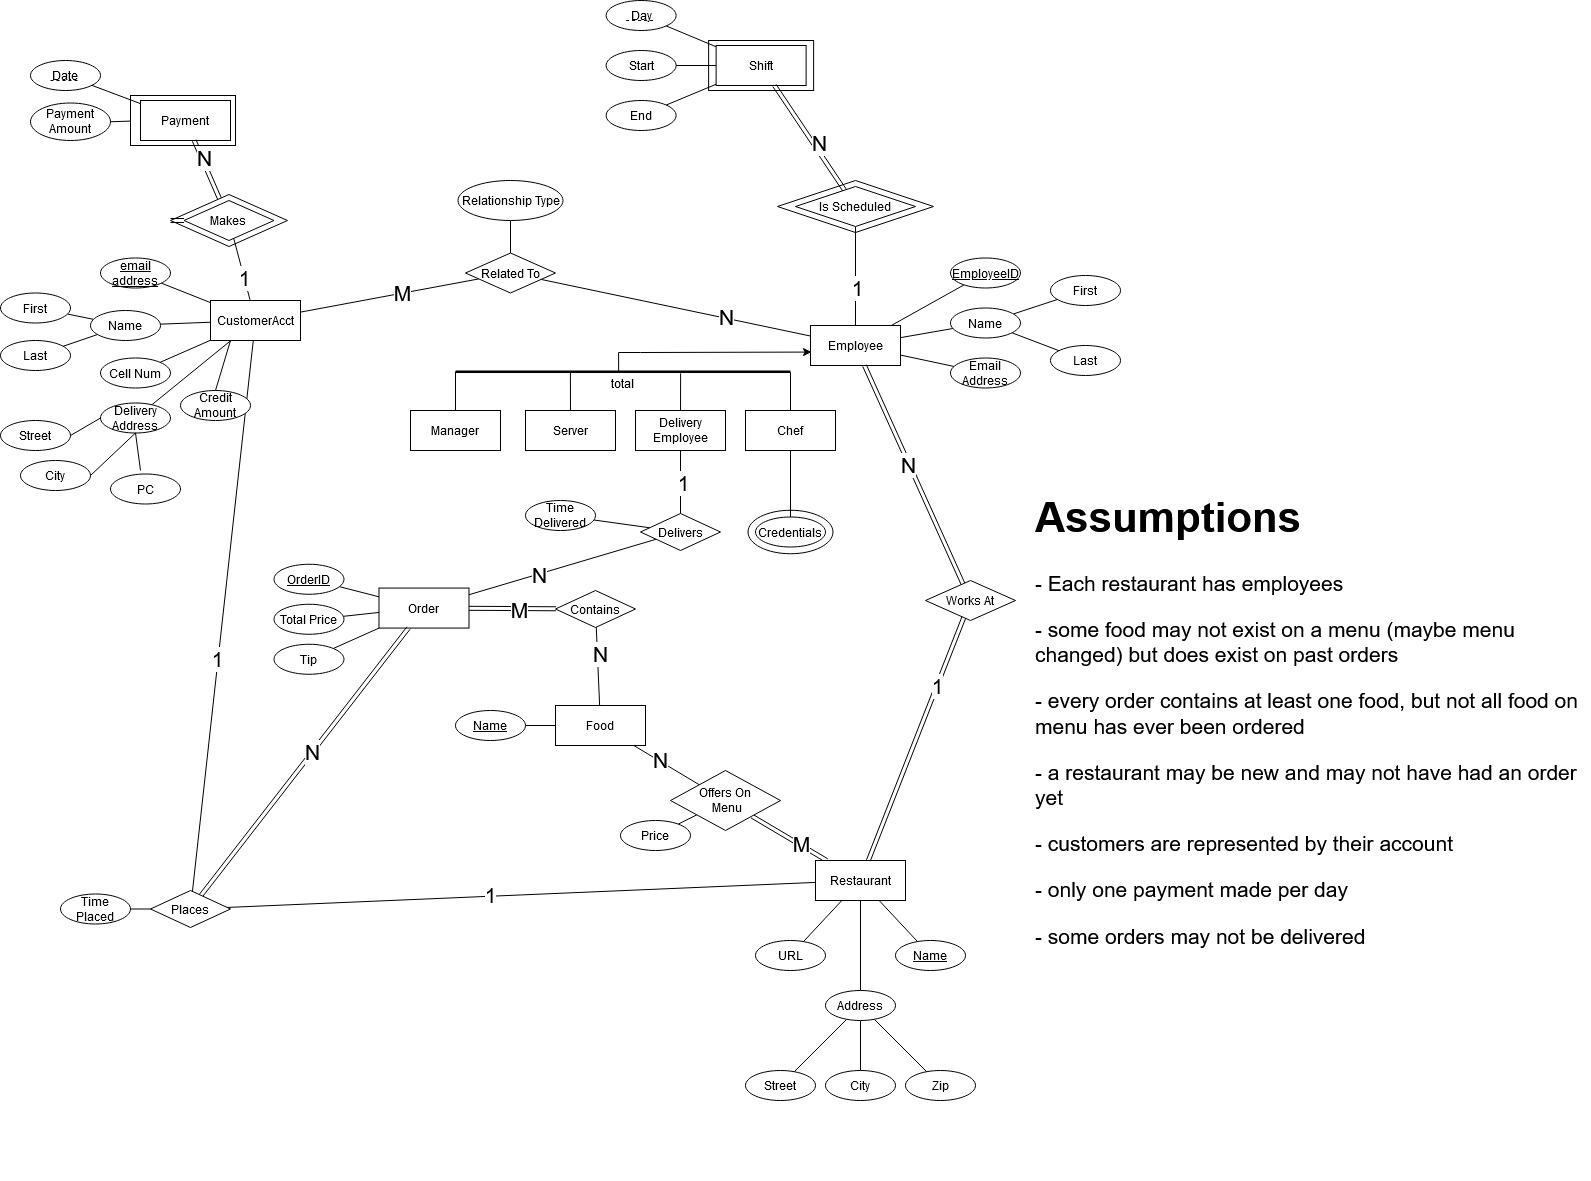 Day
Start
End
Shift
Date
Payment
Amount
Payment
N
N
Makes
Relationship Type
Is Scheduled
Related To
1
M
N
1
email
address
First
Name
Last
CustomerAcct
Cell Num
Credit
Amount
Delivery
Address
Street
City
PC
Employee
EmployeeID
Name
First
Last
Email
Address
total
Manager
Server
Delivery
Employee
Chef
1
Time
Delivered
Delivers
Credentials
N
N
OrderID
Total Price
Tip
Order
M
Contains
N
Works At
1
1
Name
Food
N
N
Offers On
Menu
Price
M
Restaurant
1
Time
Placed
Places
URL
Name
Address
Street
City
Zip
Assumptions
- Each restaurant has employees
- some food may not exist on a menu (maybe menu
changed) but does exist on past orders
- every order contains at least one food, but not all food on
menu has ever been ordered
- a restaurant may be new and may not have had an order
yet
- customers are represented by their account
- only one payment made per day
- some orders may not be delivered